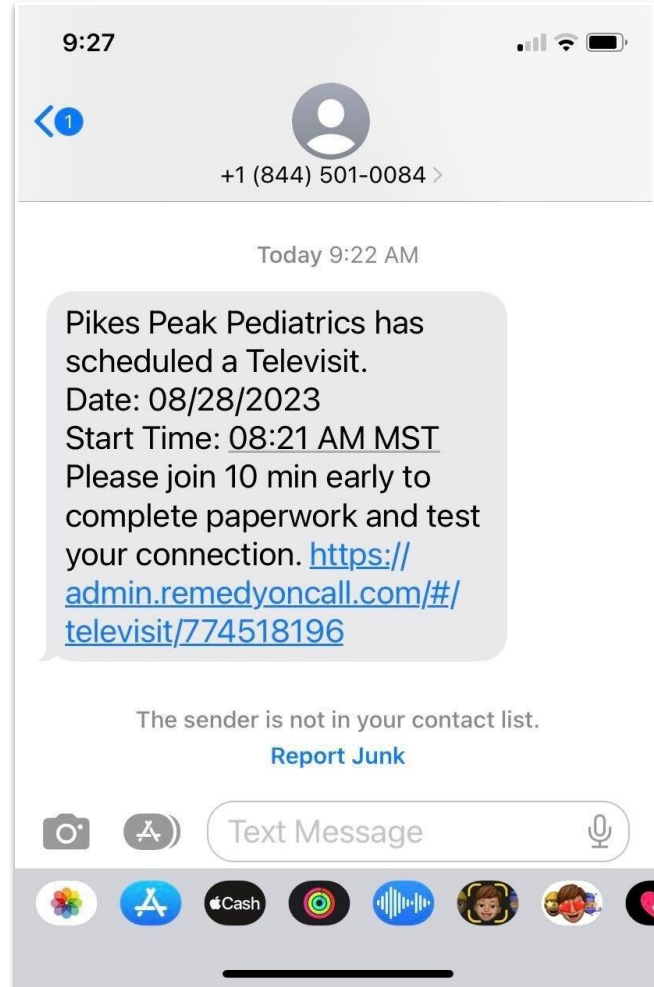 9:27
1
+1 (844) 501-0084
Today 9:22 AM
Pikes Peak Pediatrics has
scheduled a Televisit.
Date: 08/28/2023
Start Time: 08:21 AM MST
Please join 10 min early to
complete paperwork and test
your connection. https://
admin.remedyoncall.com/#/
televisit/774518196
The sender is not in your contact list.
Report Junk
Text Message
Cash